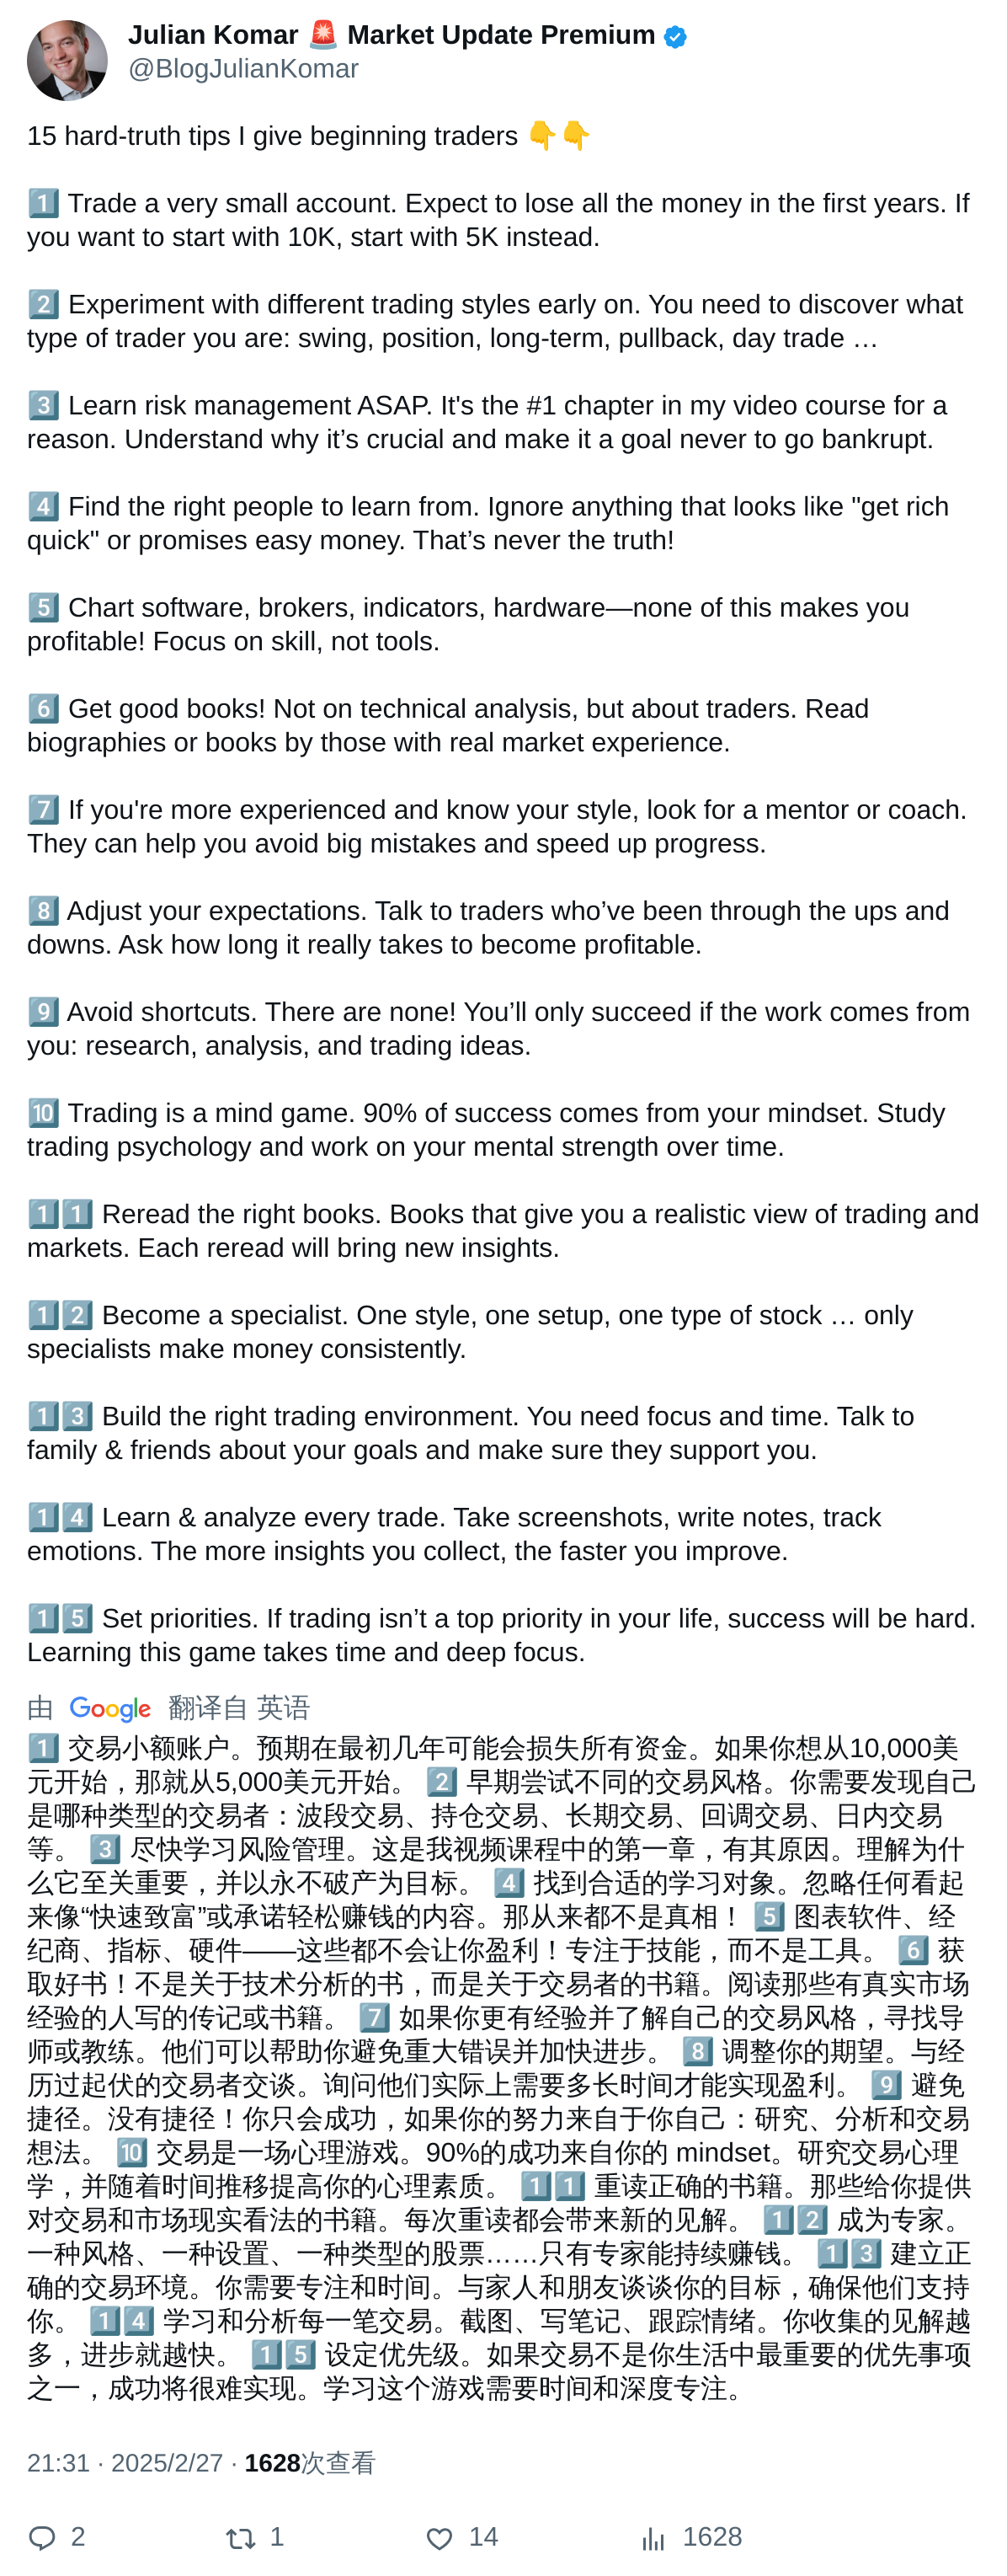 Julian Komar 🚨 Market Update Premium
@BlogJulianKomar
15 hard-truth tips I give beginning traders 👇👇
1️⃣ Trade a very small account. Expect to lose all the money in the first years. If
you want to start with 10K, start with 5K instead.
2️⃣ Experiment with different trading styles early on. You need to discover what
type of trader you are: swing, position, long-term, pullback, day trade …
3️⃣ Learn risk management ASAP. It's the #1 chapter in my video course for a
reason. Understand why it’s crucial and make it a goal never to go bankrupt.
4️⃣ Find the right people to learn from. Ignore anything that looks like "get rich
quick" or promises easy money. That’s never the truth!
5️⃣ Chart software, brokers, indicators, hardware—none of this makes you
profitable! Focus on skill, not tools.
6️⃣ Get good books! Not on technical analysis, but about traders. Read
biographies or books by those with real market experience.
7️⃣ If you're more experienced and know your style, look for a mentor or coach.
They can help you avoid big mistakes and speed up progress.
8️⃣ Adjust your expectations. Talk to traders who’ve been through the ups and
downs. Ask how long it really takes to become profitable.
9️⃣ Avoid shortcuts. There are none! You’ll only succeed if the work comes from
you: research, analysis, and trading ideas.
🔟 Trading is a mind game. 90% of success comes from your mindset. Study
trading psychology and work on your mental strength over time.
1️⃣1️⃣ Reread the right books. Books that give you a realistic view of trading and
markets. Each reread will bring new insights.
1️⃣2️⃣ Become a specialist. One style, one setup, one type of stock … only
specialists make money consistently.
1️⃣3️⃣ Build the right trading environment. You need focus and time. Talk to
family & friends about your goals and make sure they support you.
1️⃣4️⃣ Learn & analyze every trade. Take screenshots, write notes, track
emotions. The more insights you collect, the faster you improve.
1️⃣5️⃣ Set priorities. If trading isn’t a top priority in your life, success will be hard.
Learning this game takes time and deep focus.
由 Google 翻译自 英语
1️⃣ 交易小额账户。预期在最初几年可能会损失所有资金。如果你想从10,000美
元开始，那就从5,000美元开始。 2️⃣ 早期尝试不同的交易风格。你需要发现自己
是哪种类型的交易者：波段交易、持仓交易、长期交易、回调交易、日内交易
等。 3️⃣ 尽快学习风险管理。这是我视频课程中的第一章，有其原因。理解为什
么它至关重要，并以永不破产为目标。 4️⃣ 找到合适的学习对象。忽略任何看起
来像“快速致富”或承诺轻松赚钱的内容。那从来都不是真相！ 5️⃣ 图表软件、经
纪商、指标、硬件——这些都不会让你盈利！专注于技能，而不是工具。 6️⃣ 获
取好书！不是关于技术分析的书，而是关于交易者的书籍。阅读那些有真实市场
经验的人写的传记或书籍。 7️⃣ 如果你更有经验并了解自己的交易风格，寻找导
师或教练。他们可以帮助你避免重大错误并加快进步。 8️⃣ 调整你的期望。与经
历过起伏的交易者交谈。询问他们实际上需要多长时间才能实现盈利。 9️⃣ 避免
捷径。没有捷径！你只会成功，如果你的努力来自于你自己：研究、分析和交易
想法。 🔟 交易是一场心理游戏。90%的成功来自你的 mindset。研究交易心理
学，并随着时间推移提高你的心理素质。 1️⃣1️⃣ 重读正确的书籍。那些给你提供
对交易和市场现实看法的书籍。每次重读都会带来新的见解。 1️⃣2️⃣ 成为专家。
一种风格、一种设置、一种类型的股票……只有专家能持续赚钱。 1️⃣3️⃣ 建立正
确的交易环境。你需要专注和时间。与家人和朋友谈谈你的目标，确保他们支持
你。 1️⃣4️⃣ 学习和分析每一笔交易。截图、写笔记、跟踪情绪。你收集的见解越
多，进步就越快。 1️⃣5️⃣ 设定优先级。如果交易不是你生活中最重要的优先事项
之一，成功将很难实现。学习这个游戏需要时间和深度专注。
21:31 · 2025/2/27 · 1628次查看
2 1 14 1628